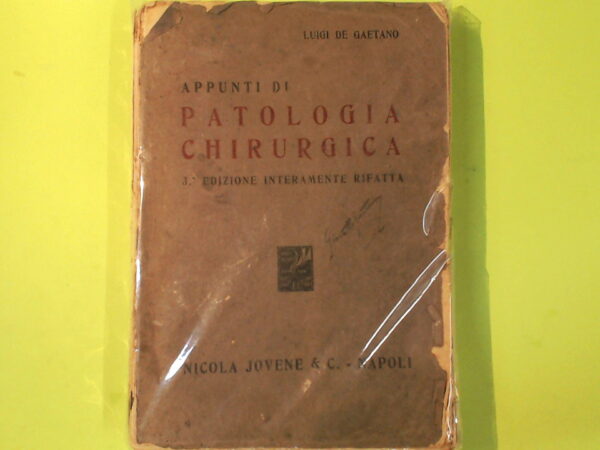 LUIGI DE GAETANO
APPUNTI DI
PATOLOGIA
CHIRURGICA
3.ª EDIZIONE INTERAMENTE RIFATTA
NICOLA JOVENE & C. - NAPOLI